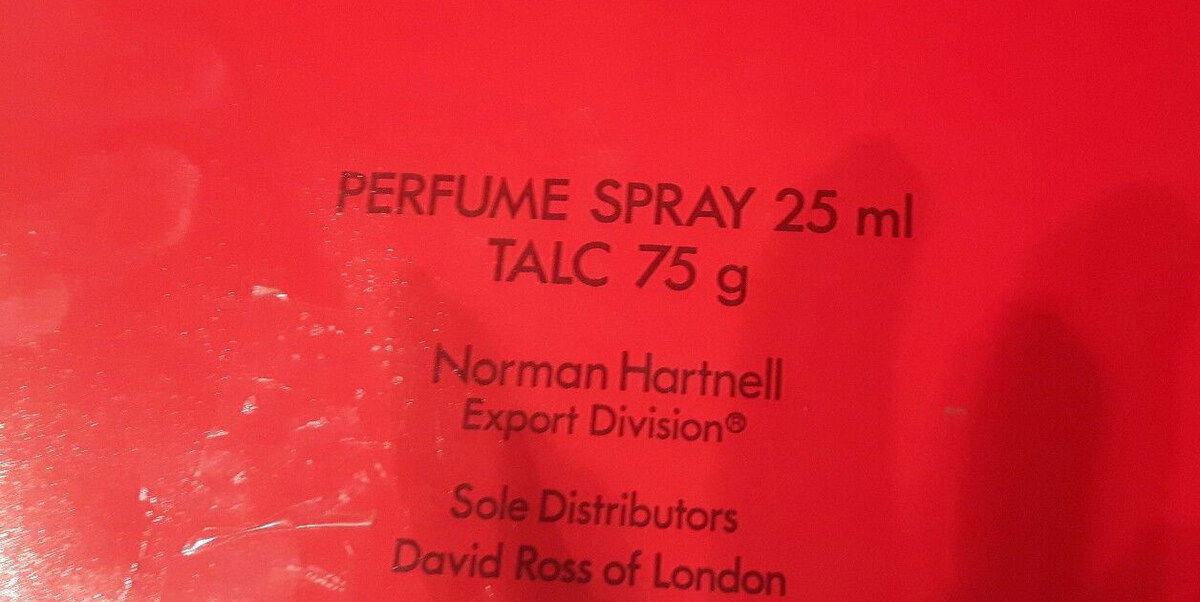 PERFUME SPRAY 25 ml
TALC 75 g
Norman Hartnell
Export Division®
Sole Distributors
David Ross of London